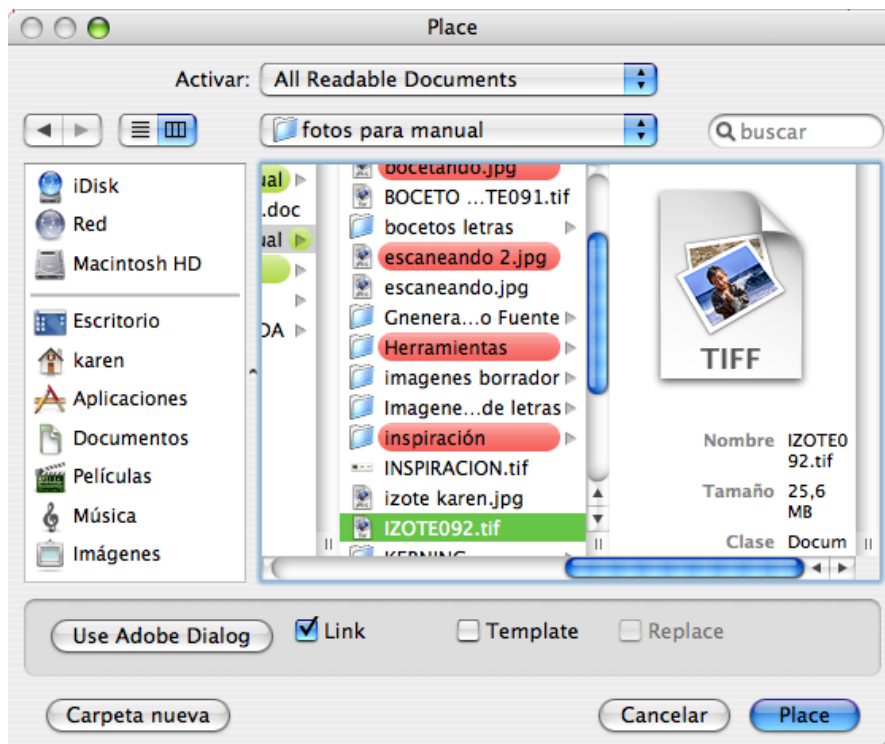 Place
Activar: All Readable Documents
fotos para manual
buscar
iDisk
Red
Macintosh HD
Escritorio
karen
Aplicaciones
Documentos
Películas
Música
Imágenes
ual
.doc
ual
DA
bocetando.jpg
BOCETO ...TE091.tif
bocetos letras
escaneando 2.jpg
escaneando.jpg
Gnenera...o Fuente
Herramientas
imagenes borrador
Imagene...de letras
inspiración
INSPIRACION.tif
izote karen.jpg
IZOTE092.tif
KERNING
TIFF
Nombre IZOTE0
92.tif
Tamaño 25,6
MB
Clase Docum
Use Adobe Dialog Link Template Replace
Carpeta nueva Cancelar Place